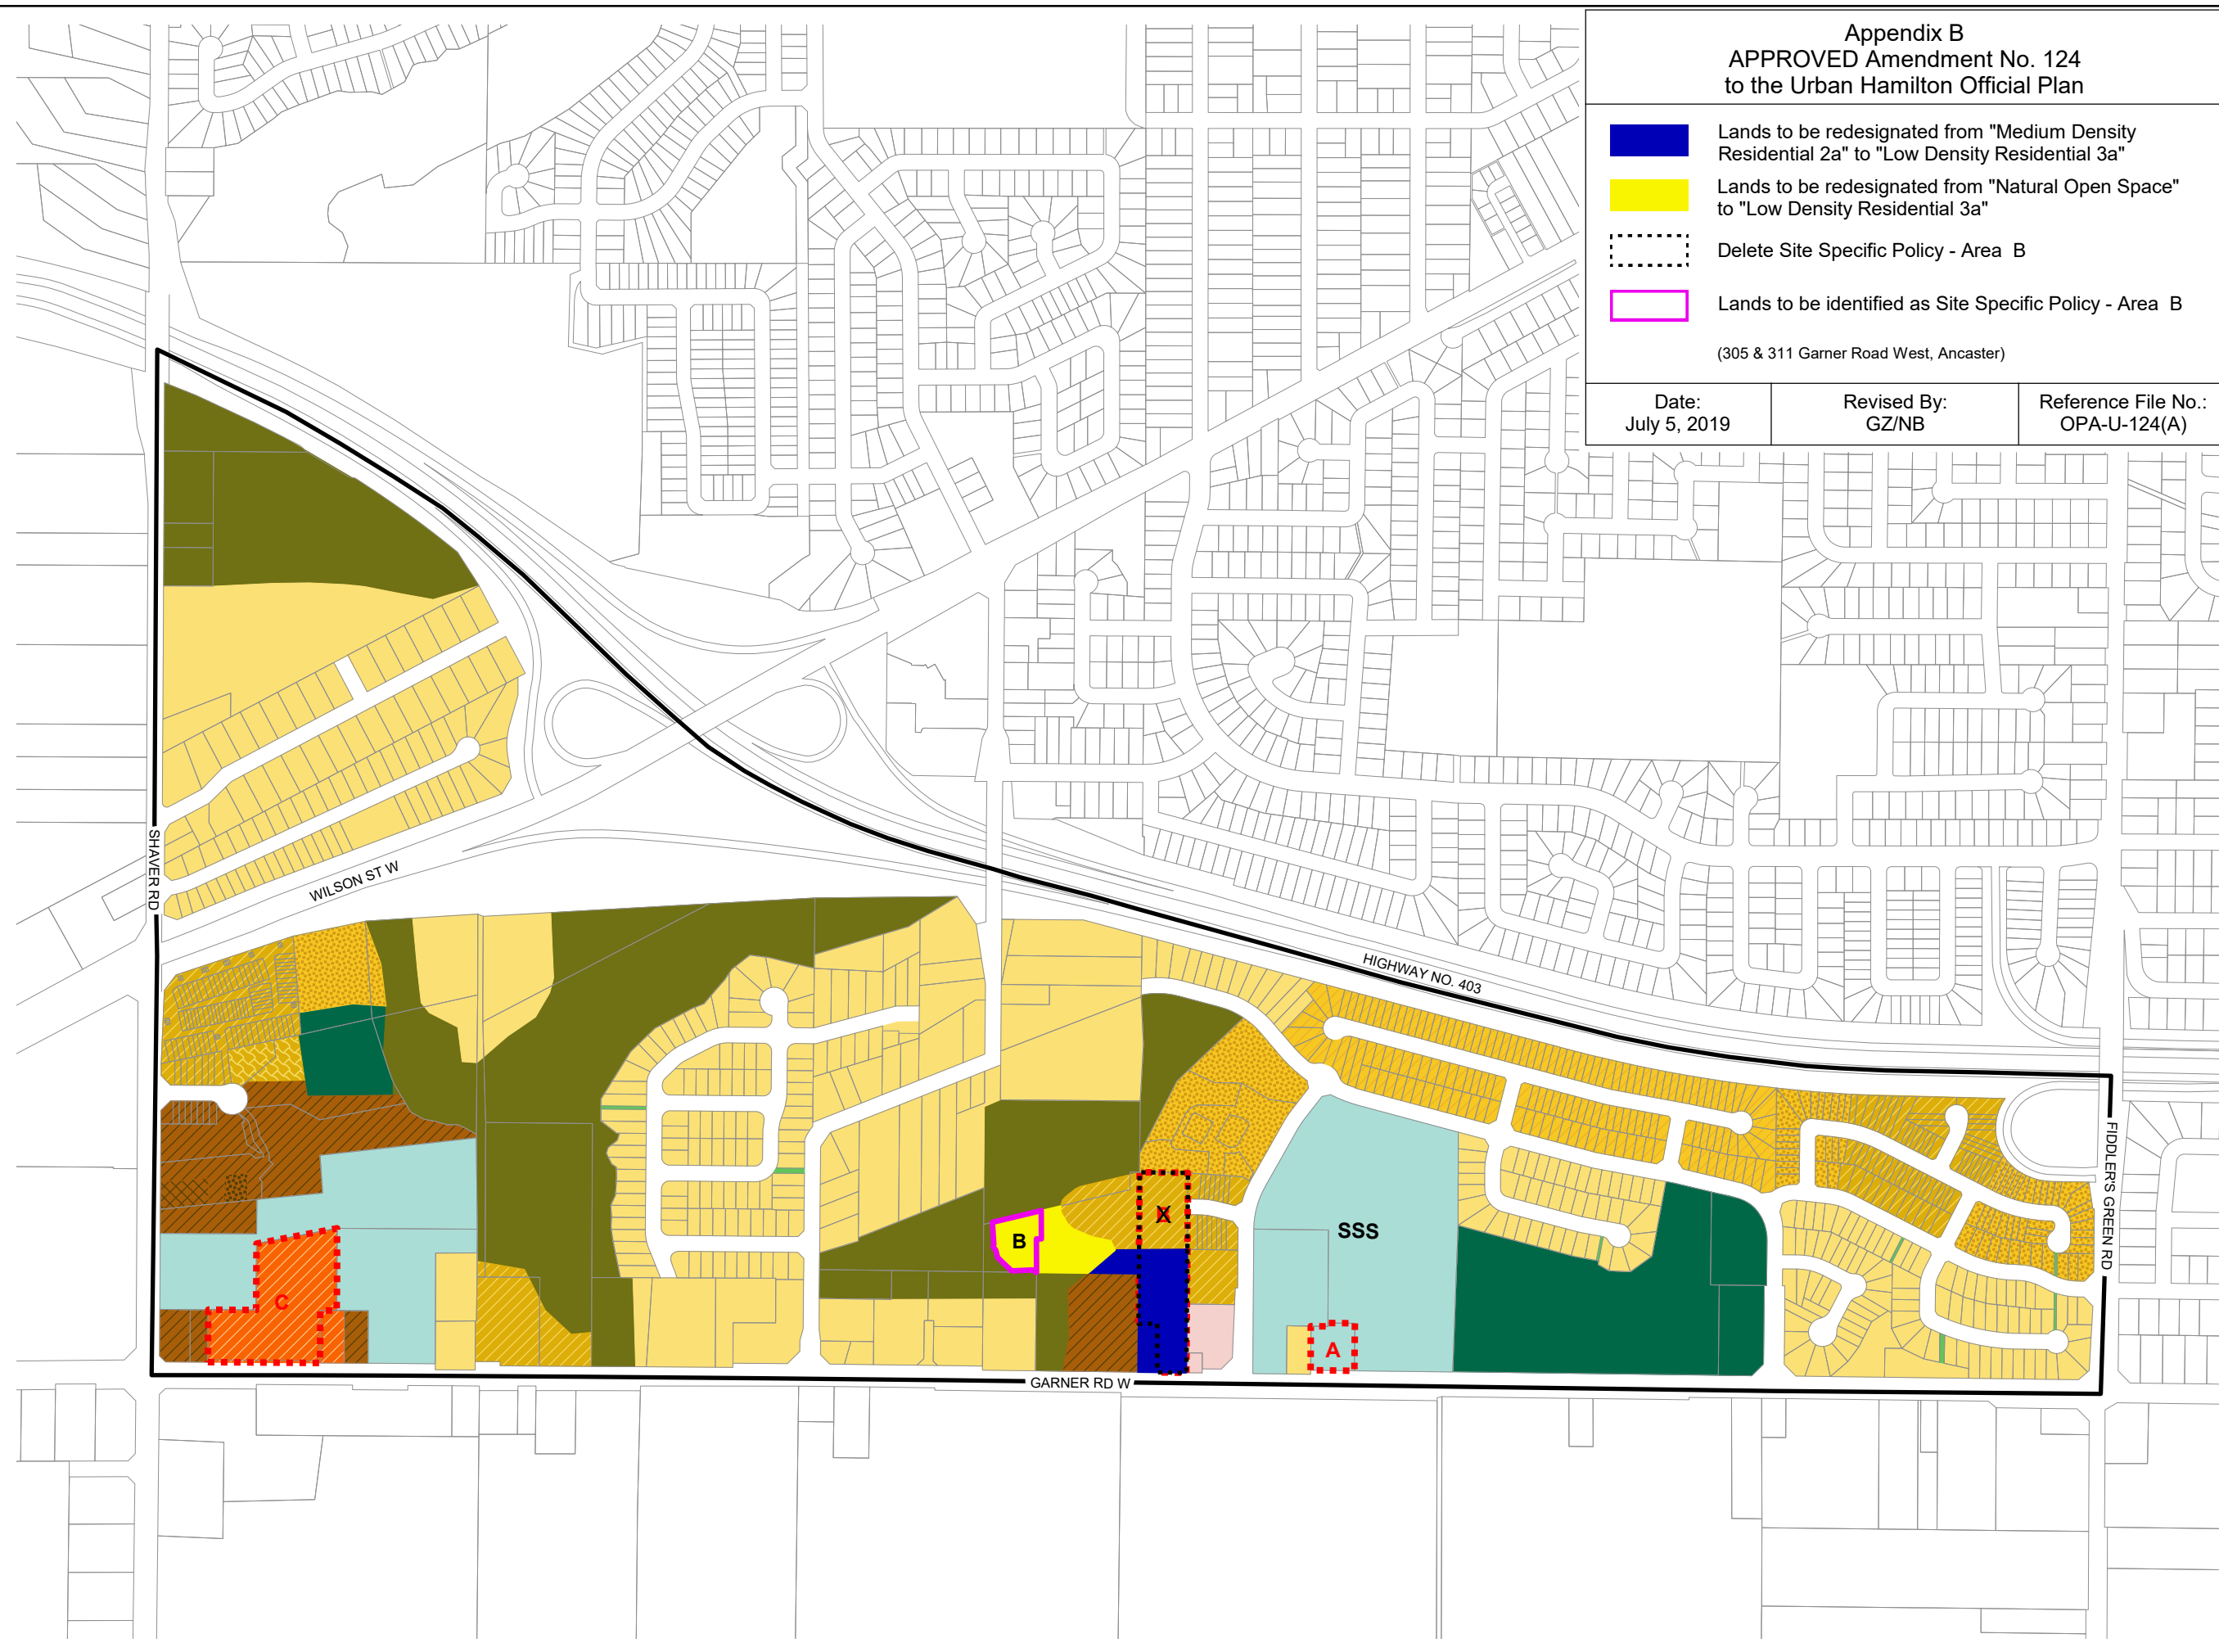 Appendix B
APPROVED Amendment No. 124
to the Urban Hamilton Official Plan
Lands to be redesignated from "Medium Density
Residential 2a" to "Low Density Residential 3a"
Lands to be redesignated from "Natural Open Space"
to "Low Density Residential 3a"
Delete Site Specific Policy - Area  B
Lands to be identified as Site Specific Policy - Area  B
(305 & 311 Garner Road West, Ancaster)
Date:
July 5, 2019
Revised By:
GZ/NB
Reference File No.:
OPA-U-124(A)
SHAVER RD
WILSON ST W
HIGHWAY NO. 403
FIDDLER'S GREEN RD
X
SSS
B
C
A
GARNER RD W